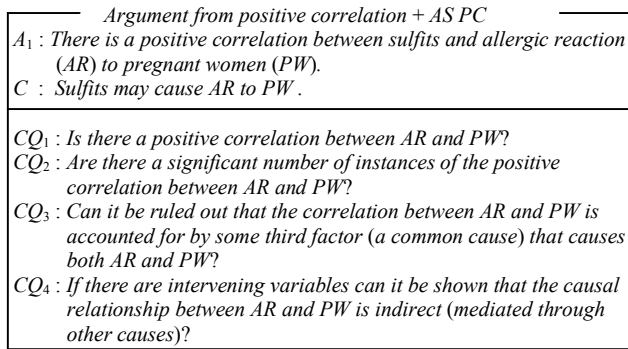 Argument from positive correlation + AS PC
A1 : There is a positive correlation between sulfits and allergic reaction
(AR) to pregnant women (PW).
C : Sulfits may cause AR to PW .
CQ1 : Is there a positive correlation between AR and PW?
CQ2 : Are there a significant number of instances of the positive
correlation between AR and PW?
CQ3 : Can it be ruled out that the correlation between AR and PW is
accounted for by some third factor (a common cause) that causes
both AR and PW?
CQ4 : If there are intervening variables can it be shown that the causal
relationship between AR and PW is indirect (mediated through
other causes)?